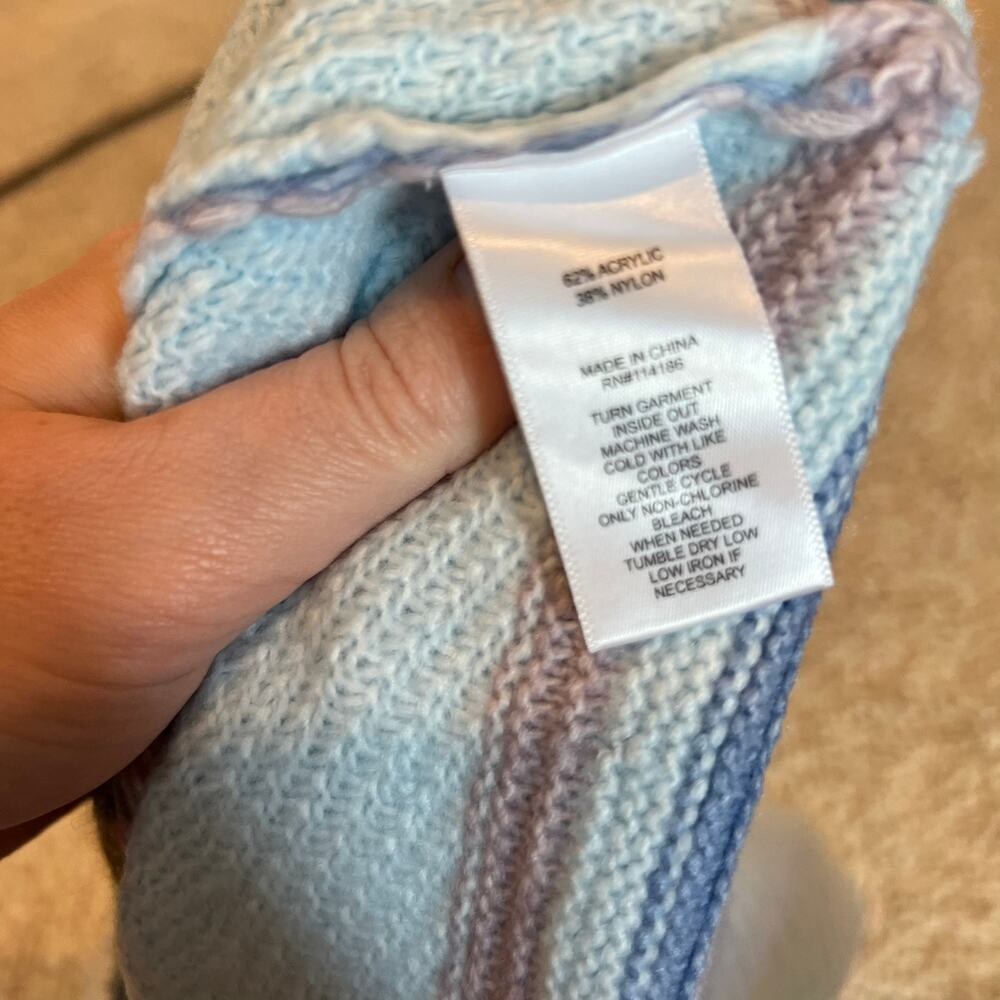 62% ACRYLIC
38% NYLON
MADE IN CHINA
RN#114186
TURN GARMENT
INSIDE OUT
MACHINE WASH
COLD WITH LIKE
COLORS
GENTLE CYCLE
ONLY NON-CHLORINE
BLEACH
WHEN NEEDED
TUMBLE DRY LOW
LOW IRON IF
NECESSARY